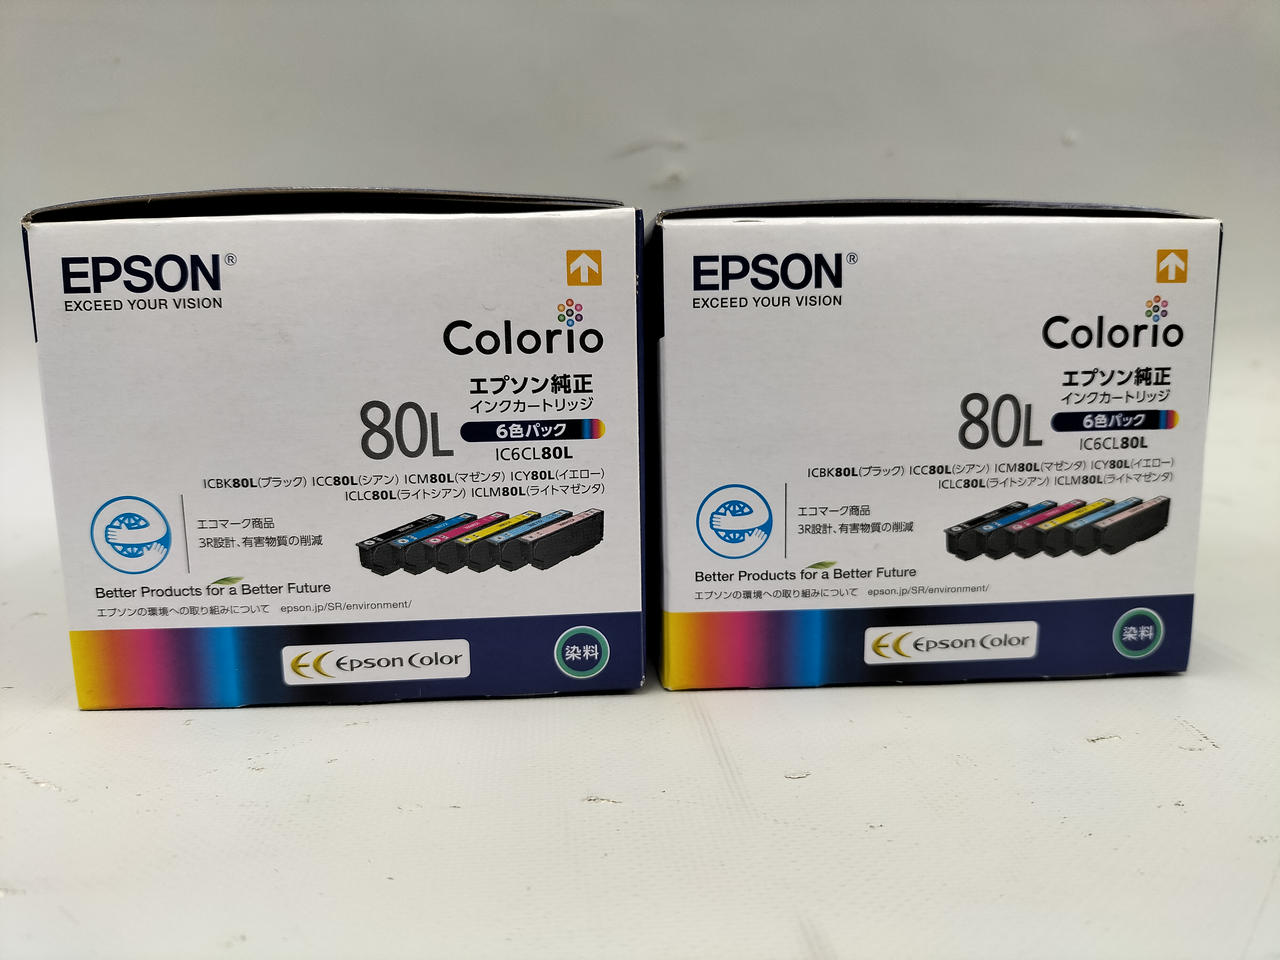 EPSON®
EXCEED YOUR VISION
Colorio
エプソン純正
インクカートリッジ
80L
6色パック
IC6CL80L
ICBK80L(ブラック) ICC80L(シアン) ICM80L(マゼンタ) ICY80L(イエロー)
ICLC80L(ライトシアン) ICLM80L(ライトマゼンタ)
エコマーク商品
3R設計、有害物質の削減
Better Products for a Better Future
エプソンの環境への取り組みについて epson.jp/SR/environment/
EC EPSON COLOR
染料
EPSON®
EXCEED YOUR VISION
Colorio
エプソン純正
インクカートリッジ
80L
6色パック
IC6CL80L
ICBK80L(ブラック) ICC80L(シアン) ICM80L(マゼンタ) ICY80L(イエロー)
ICLC80L(ライトシアン) ICLM80L(ライトマゼンタ)
エコマーク商品
3R設計、有害物質の削減
Better Products for a Better Future
エプソンの環境への取り組みについて epson.jp/SR/environment/
EC EPSON COLOR
染料